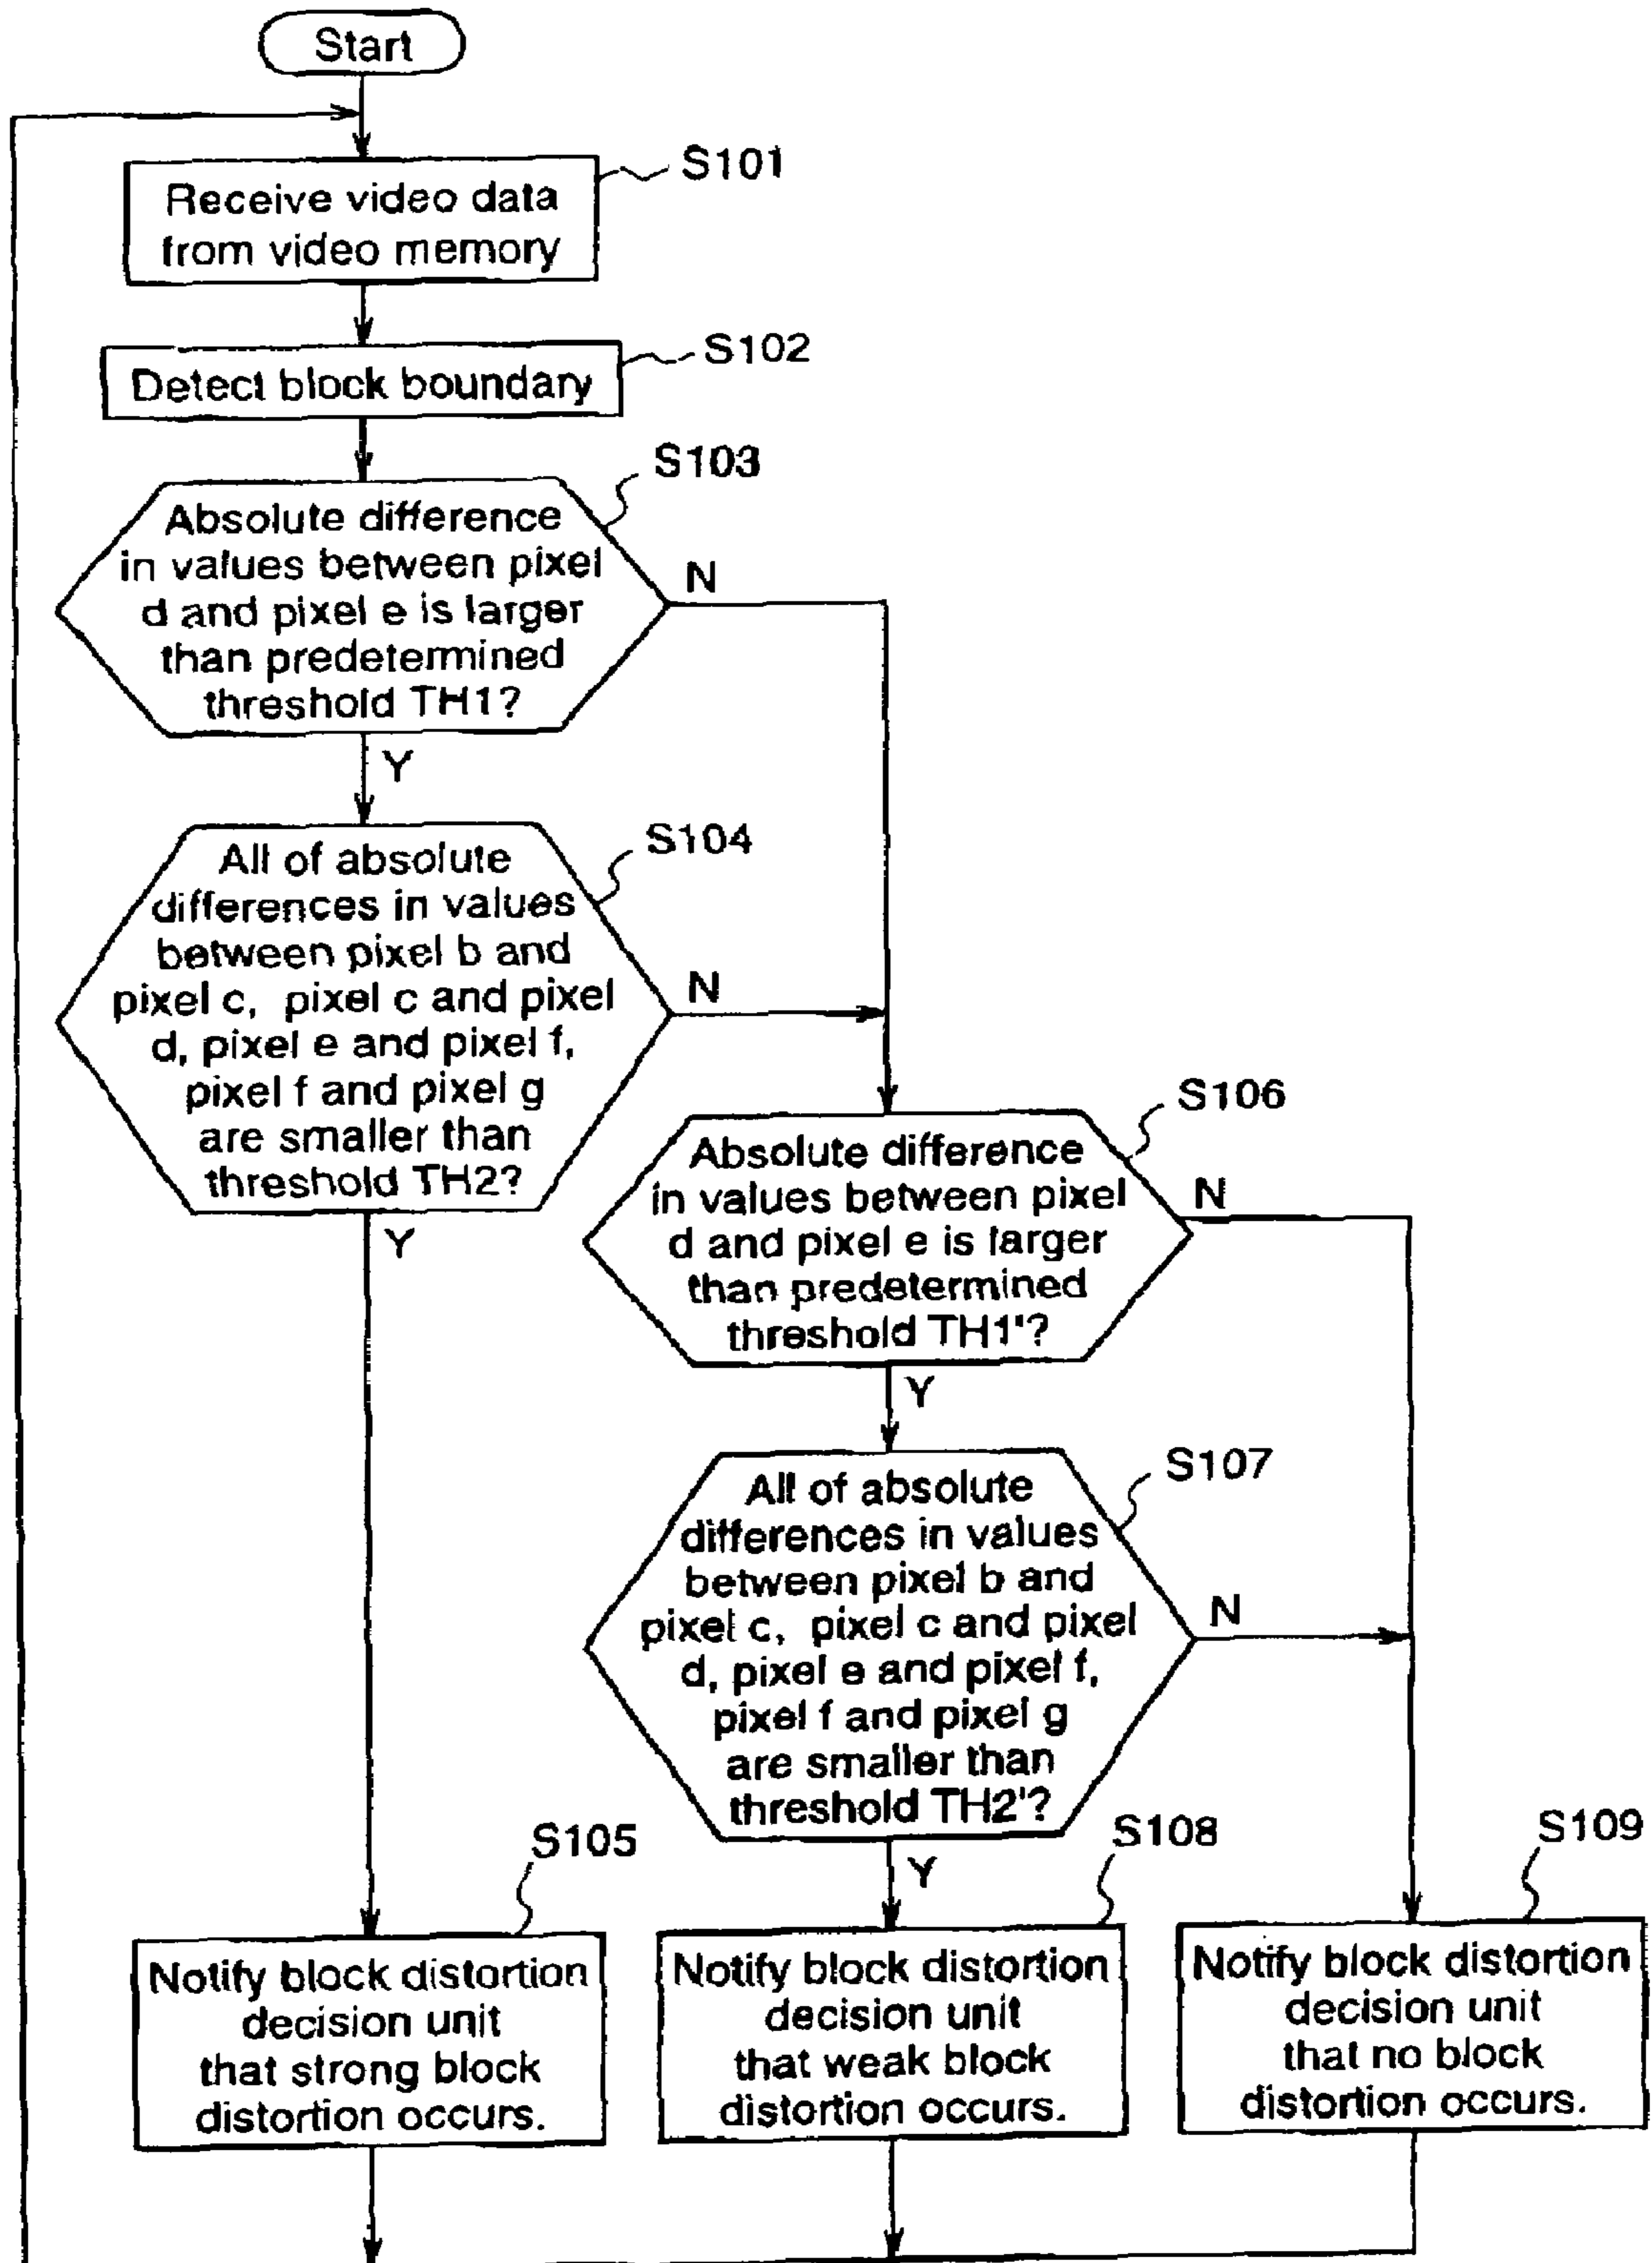 Start
S101
Receive video data
from video memory
S102
Detect block boundary
S103
Absolute difference
in values between pixel
d and pixel e is larger
than predetermined
threshold TH1?
N
Y
S104
All of absolute
differences in values
between pixel b and
pixel c, pixel c and pixel
d, pixel e and pixel f,
pixel f and pixel g
are smaller than
threshold TH2?
N
Y
S106
Absolute difference
in values between pixel
d and pixel e is larger
than predetermined
threshold TH1'?
N
Y
S107
All of absolute
differences in values
between pixel b and
pixel c, pixel c and pixel
d, pixel e and pixel f,
pixel f and pixel g
are smaller than
threshold TH2'?
N
Y
S105
Notify block distortion
decision unit
that strong block
distortion occurs.
S108
Notify block distortion
decision unit
that weak block
distortion occurs.
S109
Notify block distortion
decision unit
that no block
distortion occurs.